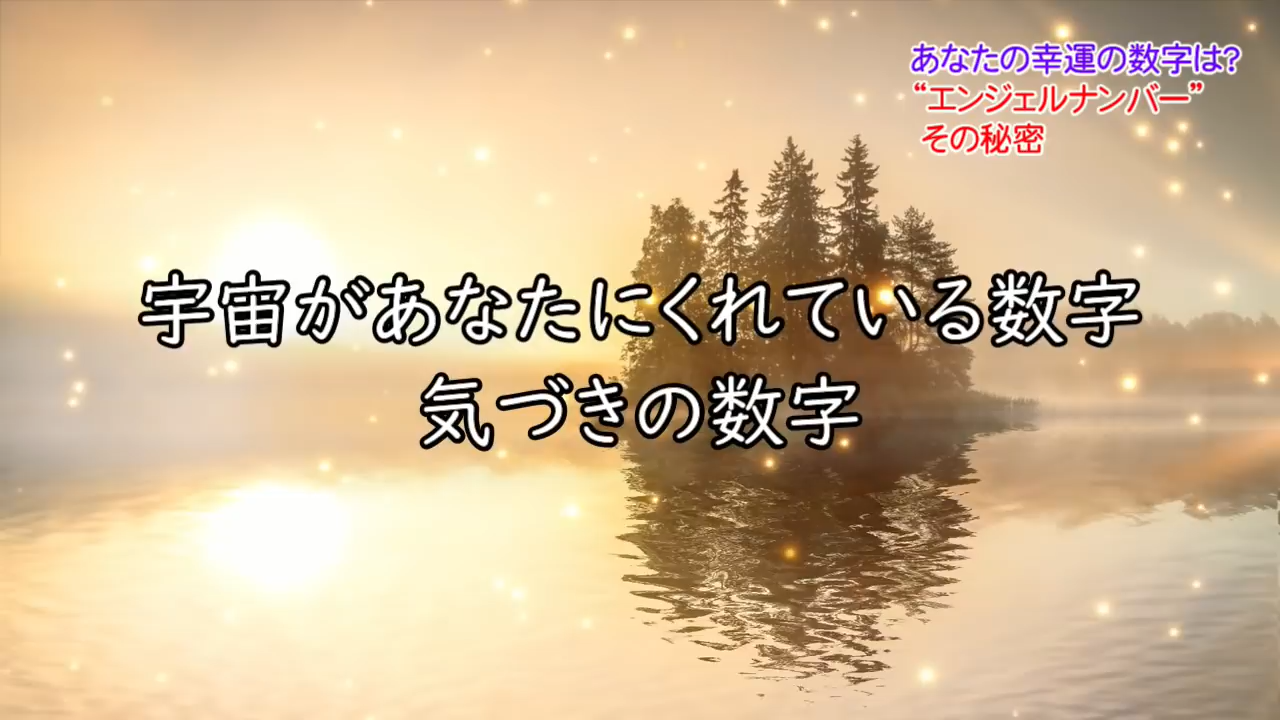 あなたの幸運の数字は?
“エンジェルナンバー”
その秘密
宇宙があなたにくれている数字
気づきの数字